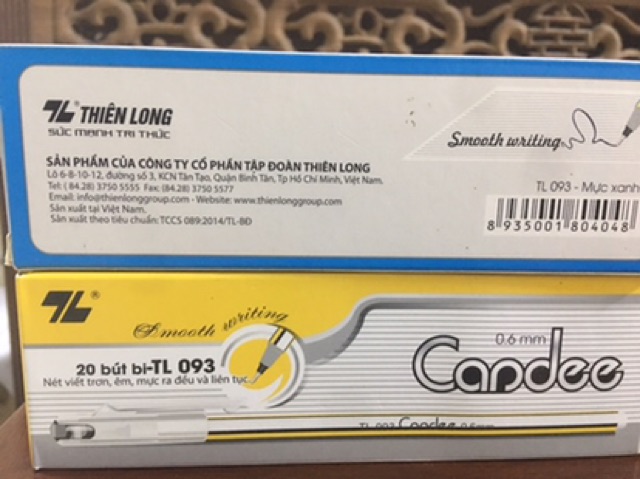 TL® THIÊN LONG
SỨC MẠNH TRI THỨC
SẢN PHẨM CỦA CÔNG TY CỔ PHẦN TẬP ĐOÀN THIÊN LONG
Lô 6-8-10-12, đường số 3, KCN Tân Tạo, Quận Bình Tân, Tp Hồ Chí Minh, Việt Nam.
Tel: (84.28) 3750 5555 Fax: (84.28) 3750 5577
Email: info@thienlonggroup.com - Website: www.thienlonggroup.com
Sản xuất tại Việt Nam.
Sản xuất theo tiêu chuẩn: TCCS 089:2014/TL-BĐ
Smooth writing
TL 093 - Mực xanh
8 935001 804048
TL®
Smooth writing
20 bút bi-TL 093
Nét viết trơn, êm, mực ra đều và liên tục
0.6 mm
Candee
TL 093 Candee 0.6mm